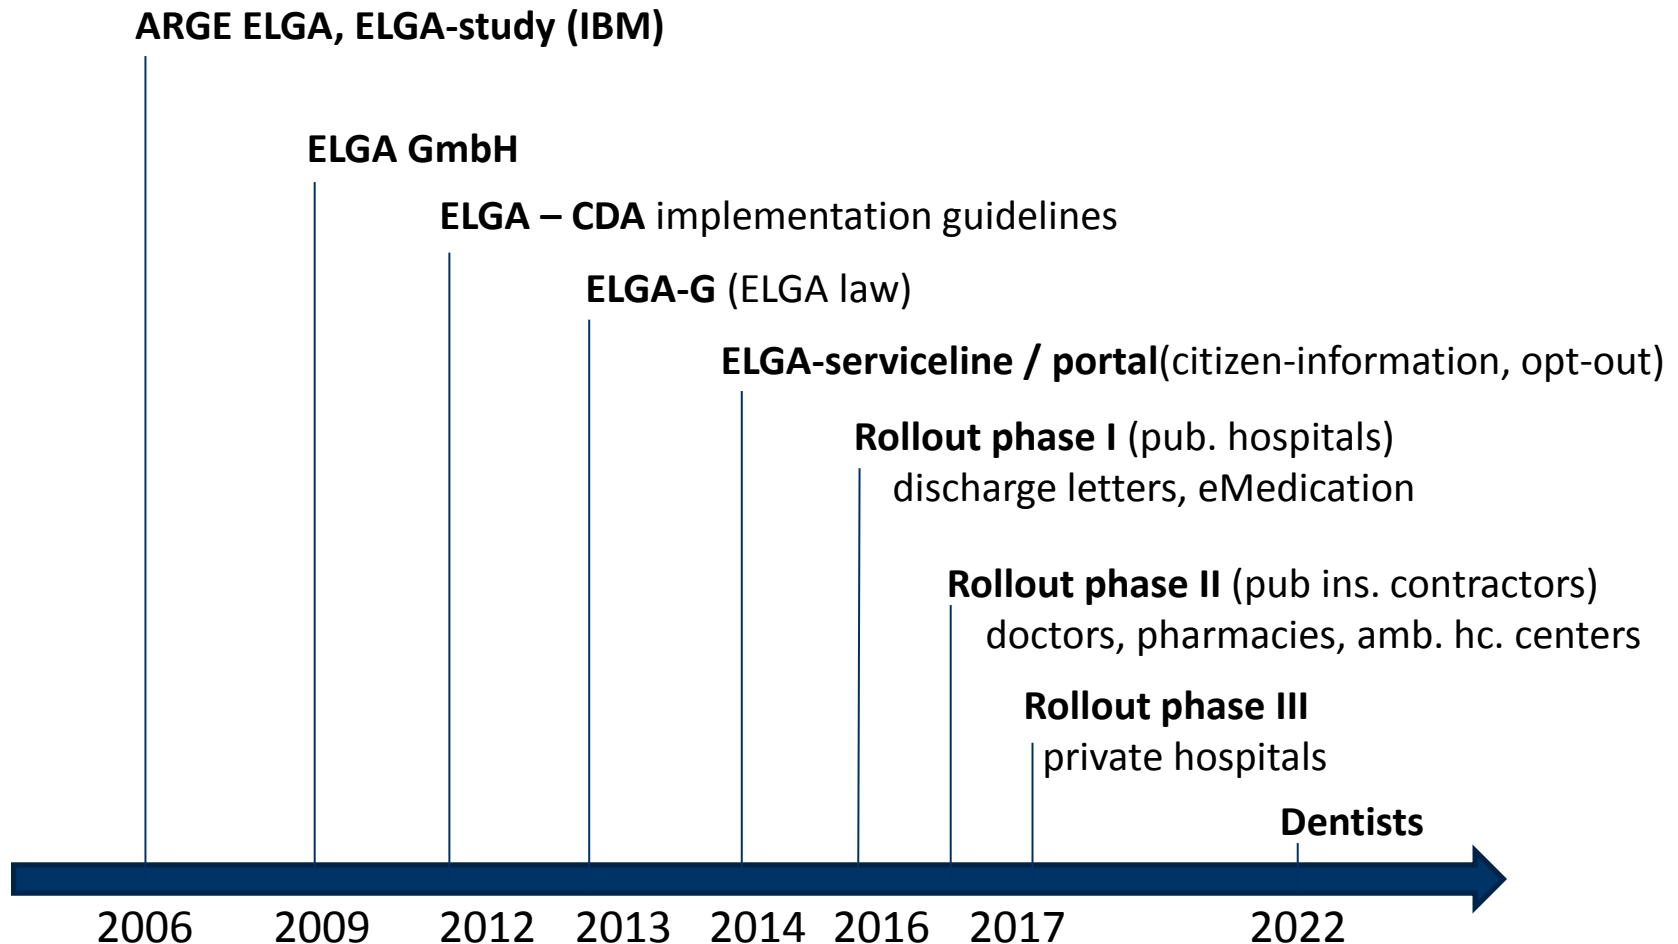 ARGE ELGA, ELGA-study (IBM)
ELGA GmbH
ELGA – CDA implementation guidelines
ELGA-G (ELGA law)
ELGA-serviceline / portal(citizen-information, opt-out)
Rollout phase I (pub. hospitals)
discharge letters, eMedication
Rollout phase II (pub ins. contractors)
doctors, pharmacies, amb. hc. centers
Rollout phase III
private hospitals
Dentists
2006 2009 2012 2013 2014 2016 2017 2022